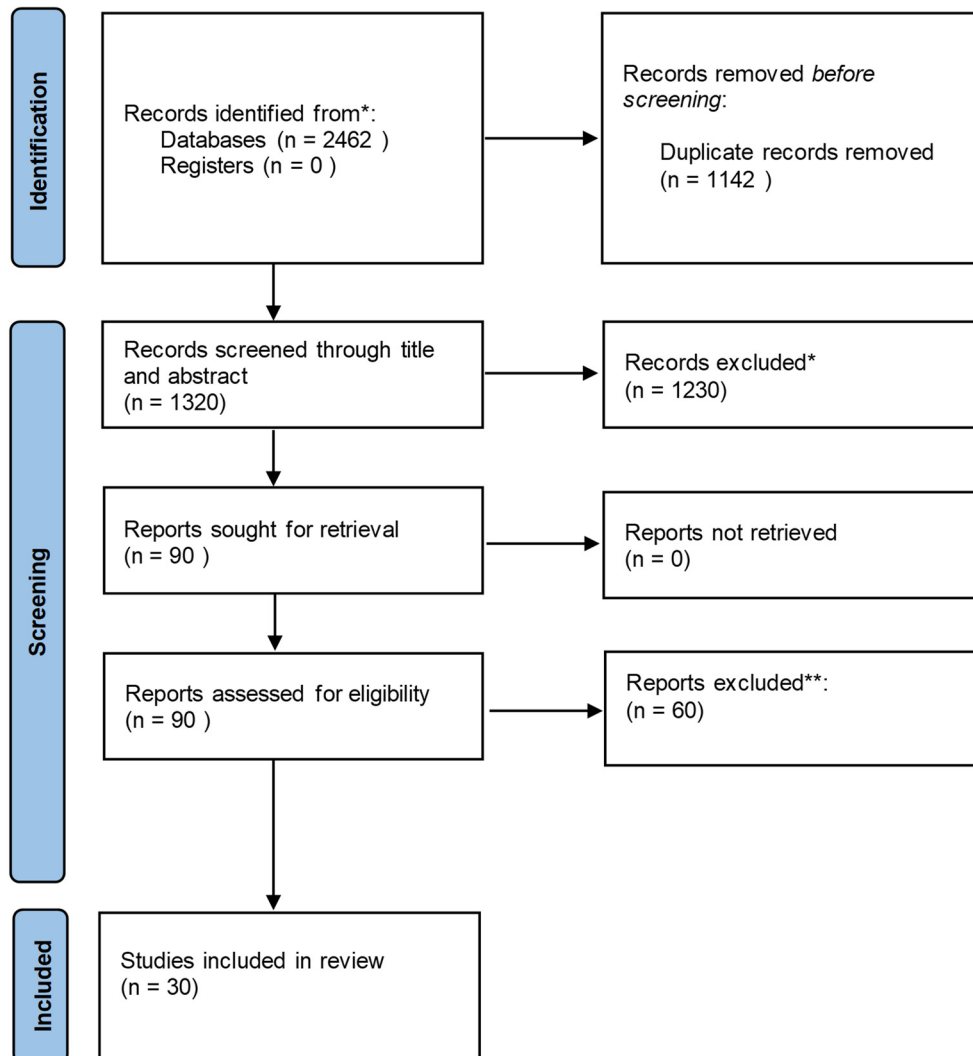 Identification
Records identified from*:
Databases (n = 2462 )
Registers (n = 0 )
Records removed before
screening:
Duplicate records removed
(n = 1142 )
Screening
Records screened through title
and abstract
(n = 1320)
Records excluded*
(n = 1230)
Reports sought for retrieval
(n = 90 )
Reports not retrieved
(n = 0)
Reports assessed for eligibility
(n = 90 )
Reports excluded**:
(n = 60)
Included
Studies included in review
(n = 30)